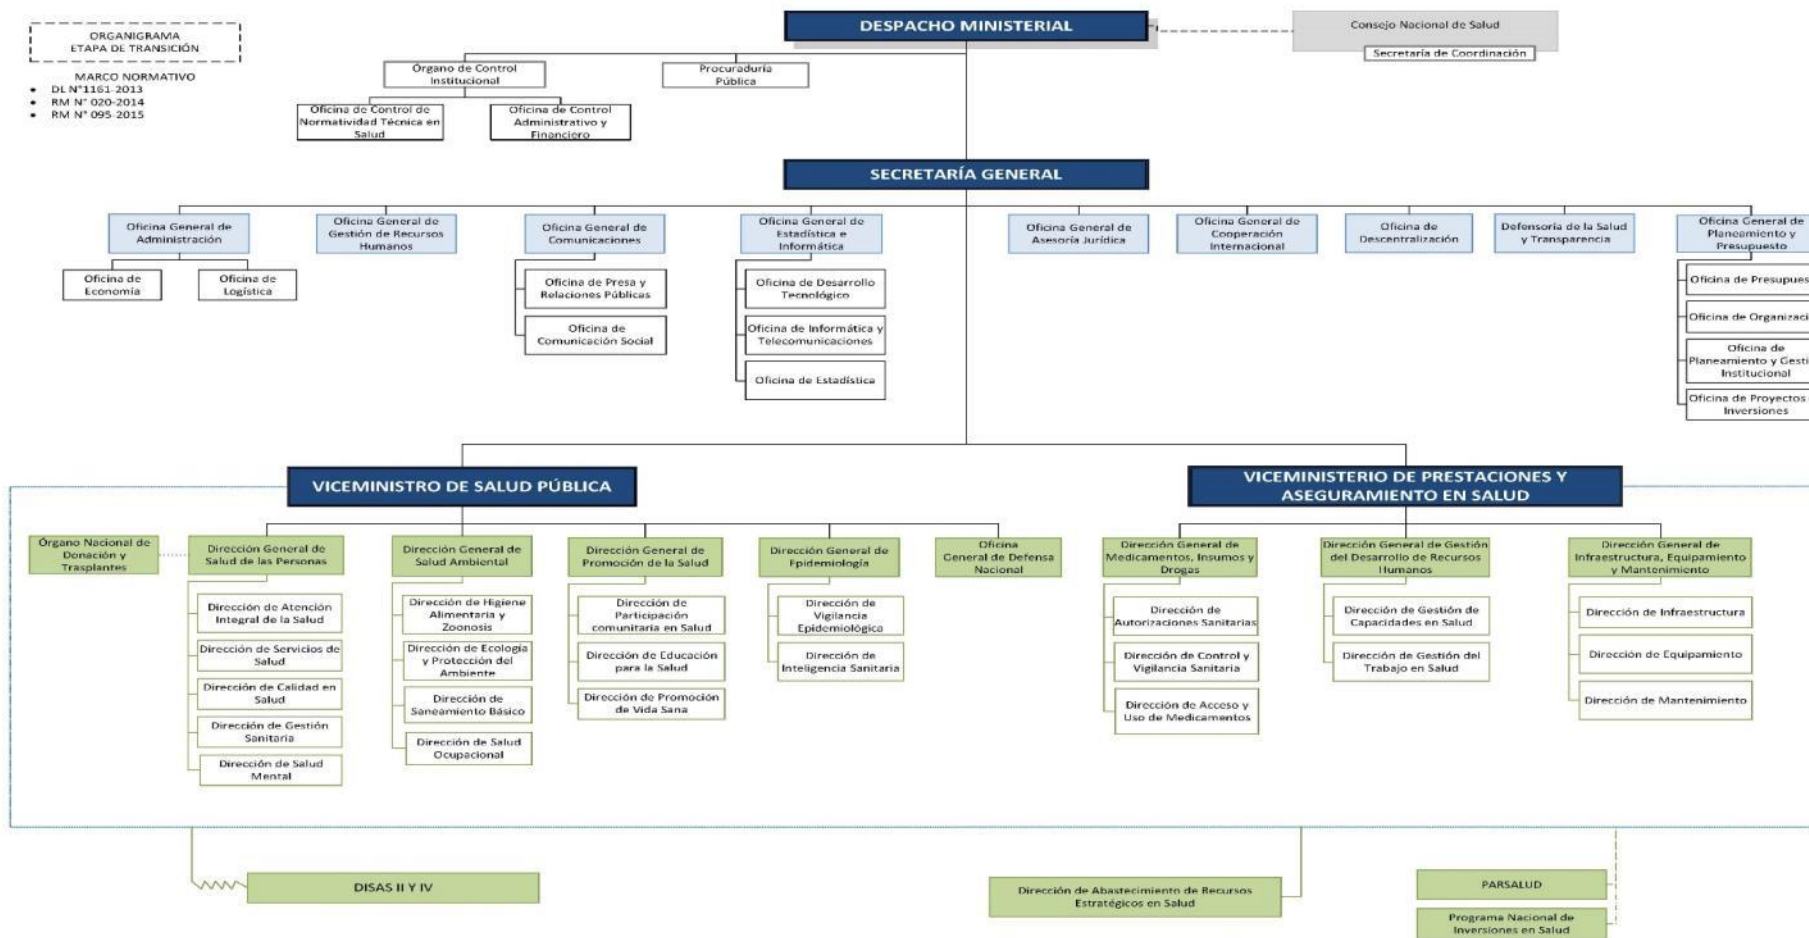 ORGANIGRAMA
ETAPA DE TRANSICIÓN
MARCO NORMATIVO
• DL N°1161-2013
• RM N° 020-2014
• RM N° 095-2015
DESPACHO MINISTERIAL
Consejo Nacional de Salud
Secretaría de Coordinación
Órgano de Control
Institucional
Procuraduría
Pública
Oficina de Control de
Normatividad Técnica en
Salud
Oficina de Control
Administrativo y
Financiero
SECRETARÍA GENERAL
Oficina General de
Administración
Oficina General de
Gestión de Recursos
Humanos
Oficina General de
Comunicaciones
Oficina General de
Estadística e
Informática
Oficina General de
Asesoría Jurídica
Oficina General de
Cooperación
Internacional
Oficina de
Descentralización
Defensoría de la Salud
y Transparencia
Oficina General de
Planeamiento y
Presupuesto
Oficina de
Economía
Oficina de
Logística
Oficina de Presa y
Relaciones Públicas
Oficina de
Comunicación Social
Oficina de Desarrollo
Tecnológico
Oficina de Informática y
Telecomunicaciones
Oficina de Estadística
Oficina de Presupues
Oficina de Organizaci
Oficina de
Planeamiento y Gesti
Institucional
Oficina de Proyectos
Inversiones
VICEMINISTRO DE SALUD PÚBLICA
VICEMINISTERIO DE PRESTACIONES Y
ASEGURAMIENTO EN SALUD
Órgano Nacional de
Donación y
Trasplantes
Dirección General de
Salud de las Personas
Dirección General de
Salud Ambiental
Dirección General de
Promoción de la Salud
Dirección General de
Epidemiología
Oficina
General de Defensa
Nacional
Dirección General de
Medicamentos, Insumos y
Drogas
Dirección General de Gestión
del Desarrollo de Recursos
Humanos
Dirección General de
Infraestructura, Equipamiento
y Mantenimiento
Dirección de Atención
Integral de la Salud
Dirección de Servicios de
Salud
Dirección de Calidad en
Salud
Dirección de Gestión
Sanitaria
Dirección de Salud
Mental
Dirección de Higiene
Alimentaria y
Zoonosis
Dirección de Ecología
y Protección del
Ambiente
Dirección de
Saneamiento Básico
Dirección de Salud
Ocupacional
Dirección de
Participación
comunitaria en Salud
Dirección de Educación
para la Salud
Dirección de Promoción
de Vida Sana
Dirección de
Vigilancia
Epidemiológica
Dirección de
Inteligencia Sanitaria
Dirección de
Autorizaciones Sanitarias
Dirección de Control y
Vigilancia Sanitaria
Dirección de Acceso y
Uso de Medicamentos
Dirección de Gestión de
Capacidades en Salud
Dirección de Gestión del
Trabajo en Salud
Dirección de Infraestructura
Dirección de Equipamiento
Dirección de Mantenimiento
DISAS II Y IV
Dirección de Abastecimiento de Recursos
Estratégicos en Salud
PARSALUD
Programa Nacional de
Inversiones en Salud